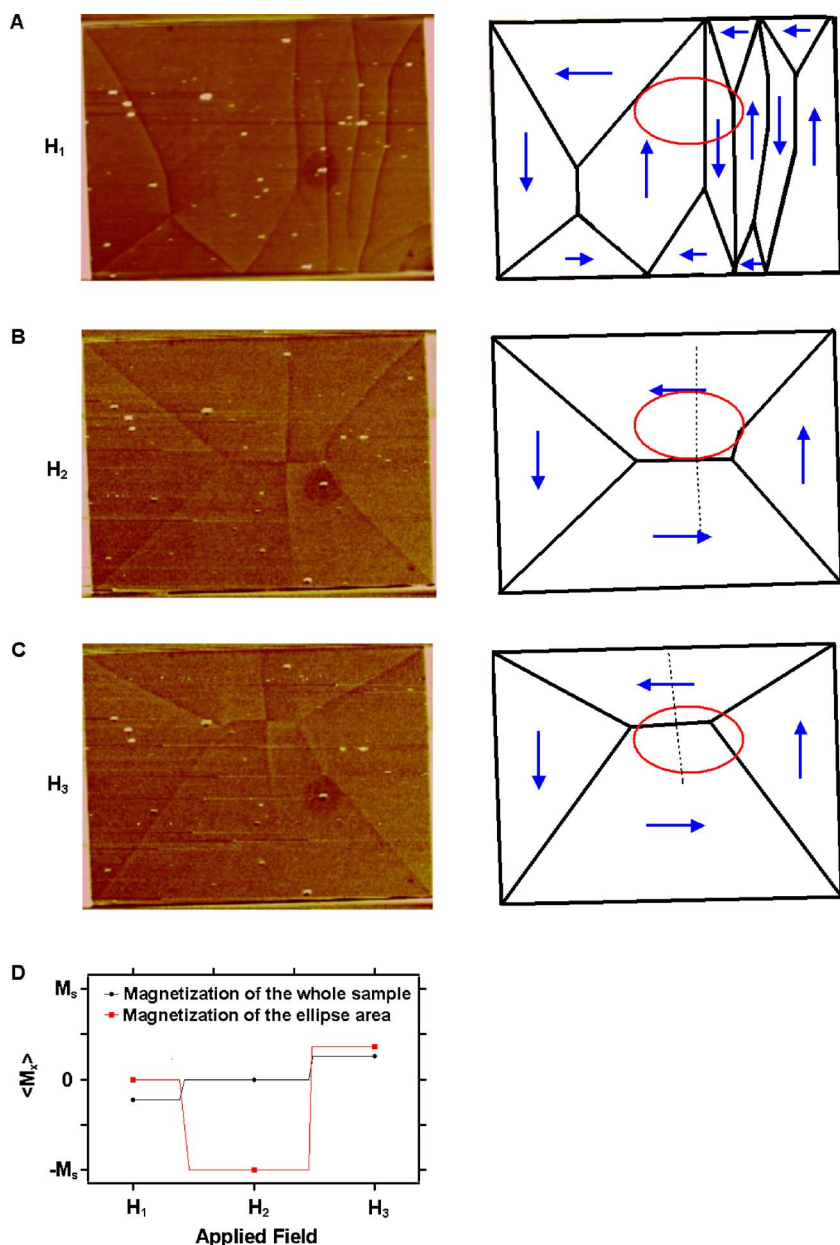 A
H₁
B
H₂
C
H₃
D
Mₛ
Magnetization of the whole sample
Magnetization of the ellipse area
<Mₓ>
0
-Mₛ
H₁ H₂ H₃
Applied Field